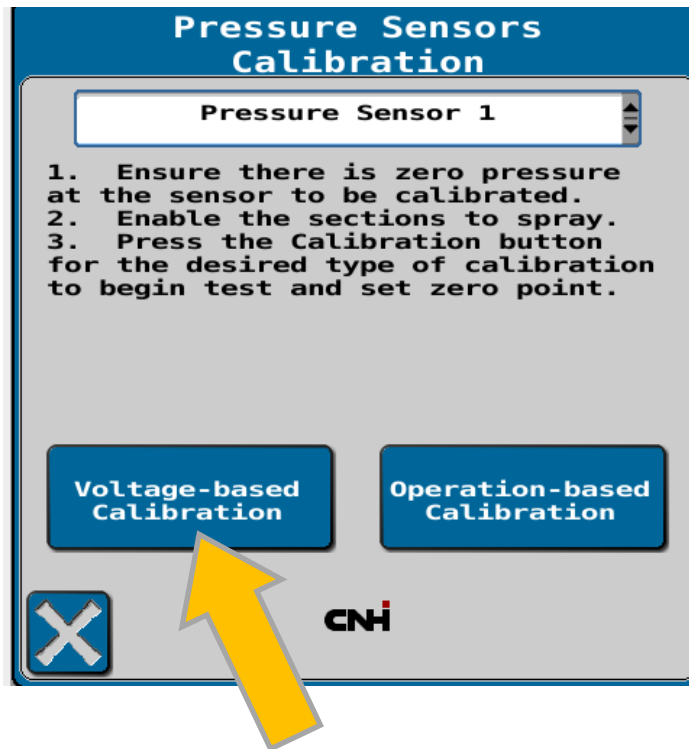 Pressure Sensors
Calibration
Pressure Sensor 1
1.  Ensure there is zero pressure
at the sensor to be calibrated.
2.  Enable the sections to spray.
3.  Press the Calibration button
for the desired type of calibration
to begin test and set zero point.
Voltage-based
Calibration
Operation-based
Calibration
CNHi